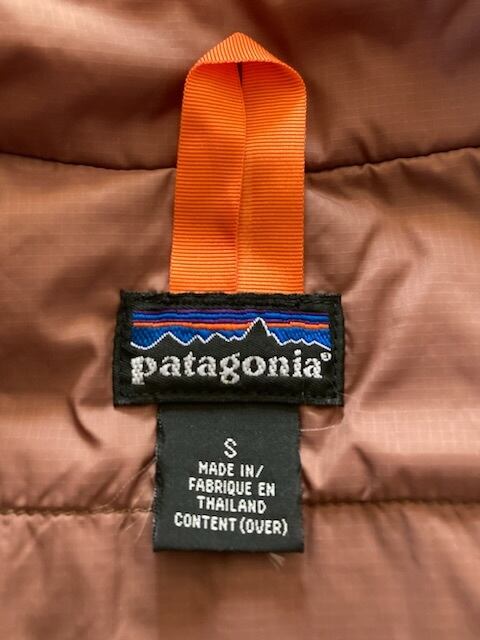 patagonia®
S
MADE IN/
FABRIQUE EN
THAILAND
CONTENT (OVER)